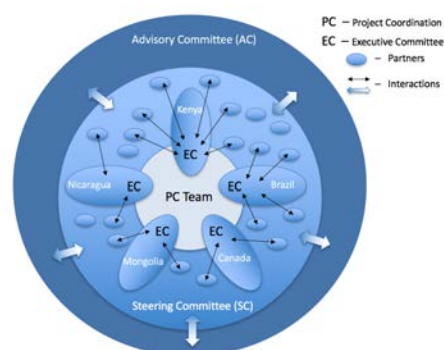 PC – Project Coordination
EC – Executive Committee
– Partners
– Interactions
Advisory Committee (AC)
Kenya
EC
Nicaragua EC
PC Team
EC Brazil
EC
EC
Mongolia
Canada
Steering Committee (SC)